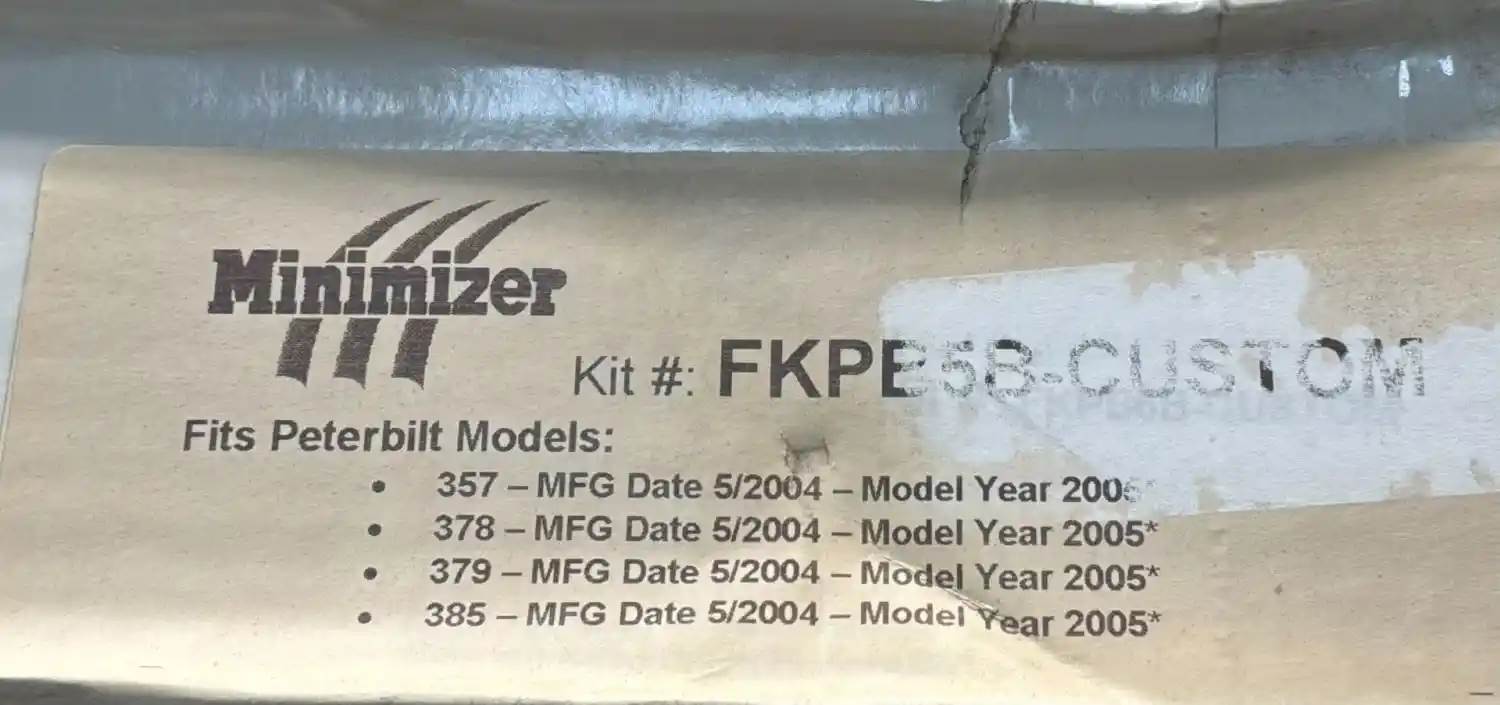 Minimizer
Kit #: FKPB5B-CUSTOM
Fits Peterbilt Models:
• 357 – MFG Date 5/2004 – Model Year 2005*
• 378 – MFG Date 5/2004 – Model Year 2005*
• 379 – MFG Date 5/2004 – Model Year 2005*
• 385 – MFG Date 5/2004 – Model Year 2005*